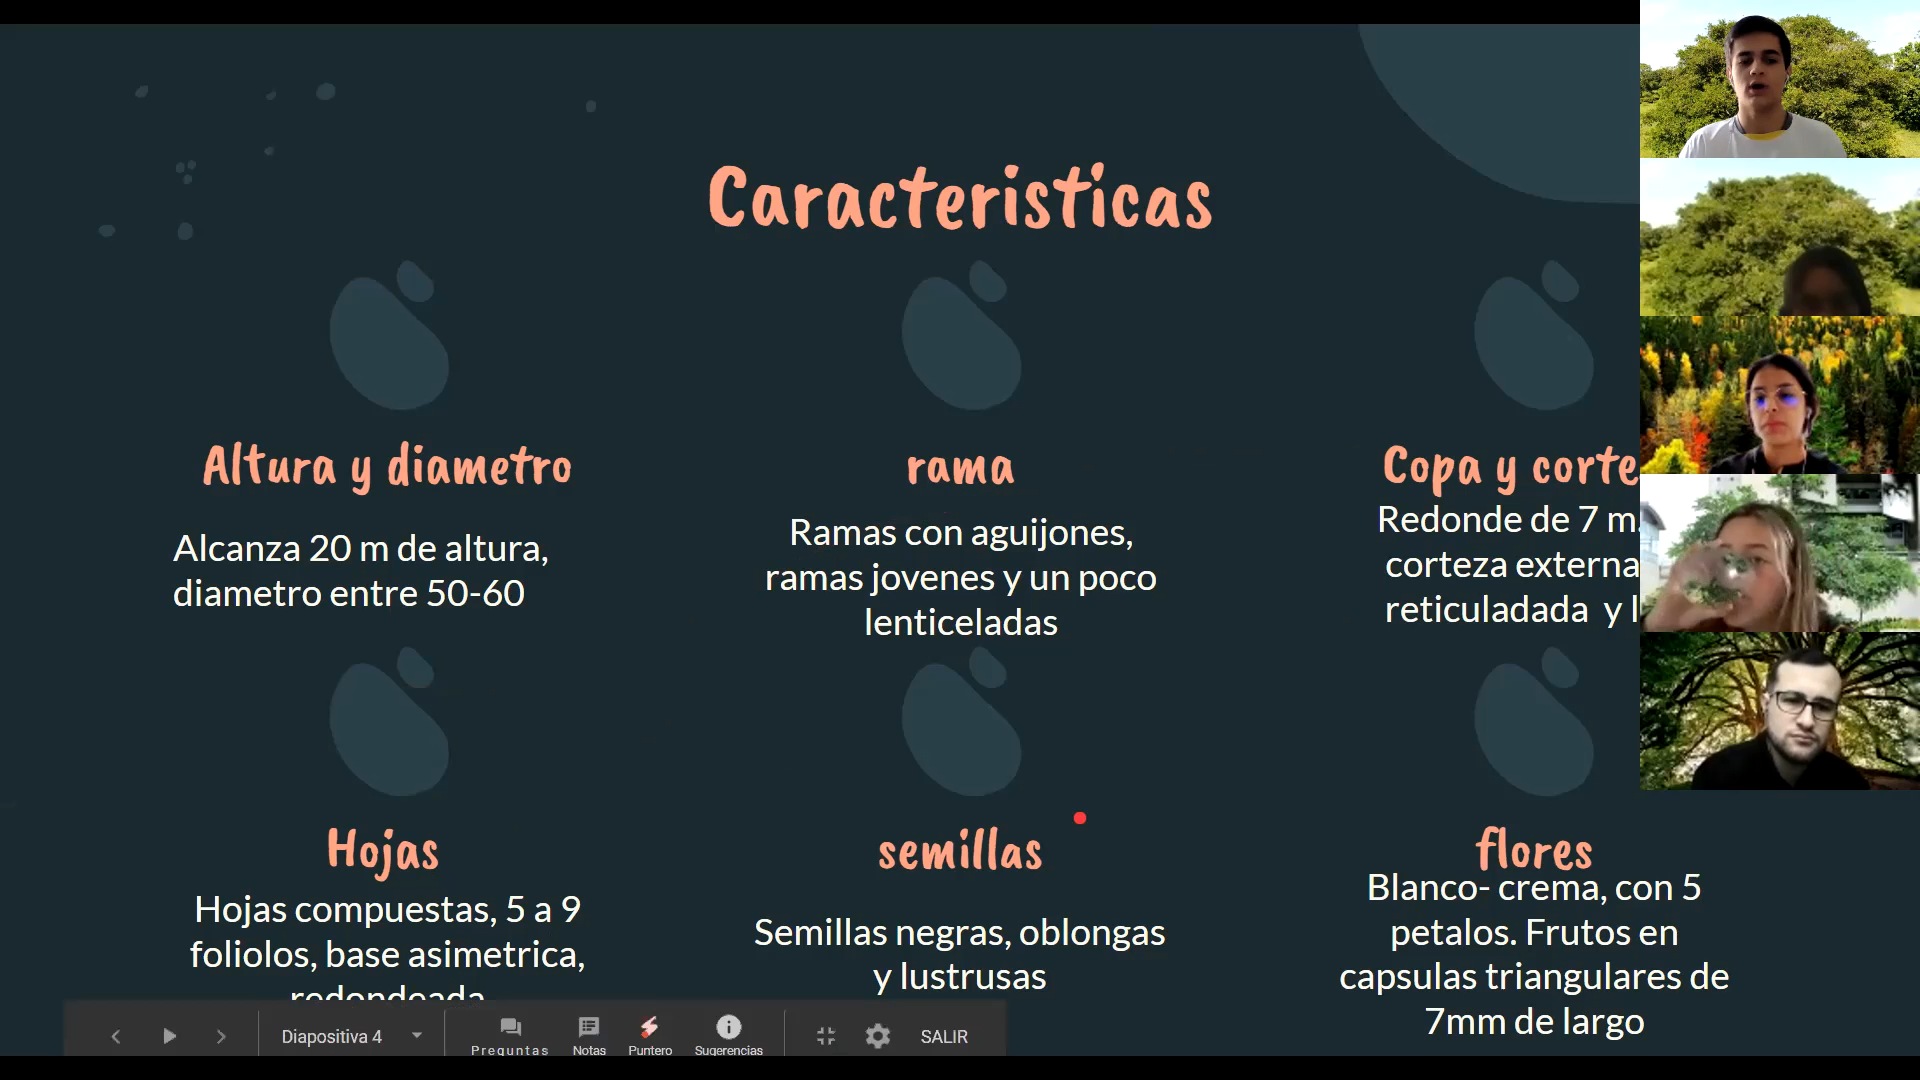 Caracteristicas
Altura y diametro
Alcanza 20 m de altura,
diametro entre 50-60
rama
Ramas con aguijones,
ramas jovenes y un poco
lenticeladas
Copa y corte
Redonde de 7 m.
corteza externa
reticuladada y l
Hojas
Hojas compuestas, 5 a 9
foliolos, base asimetrica,
redondeada
semillas
Semillas negras, oblongas
y lustrusas
flores
Blanco- crema, con 5
petalos. Frutos en
capsulas triangulares de
7mm de largo
Diapositiva 4
Preguntas
Notas
Puntero
Sugerencias
SALIR